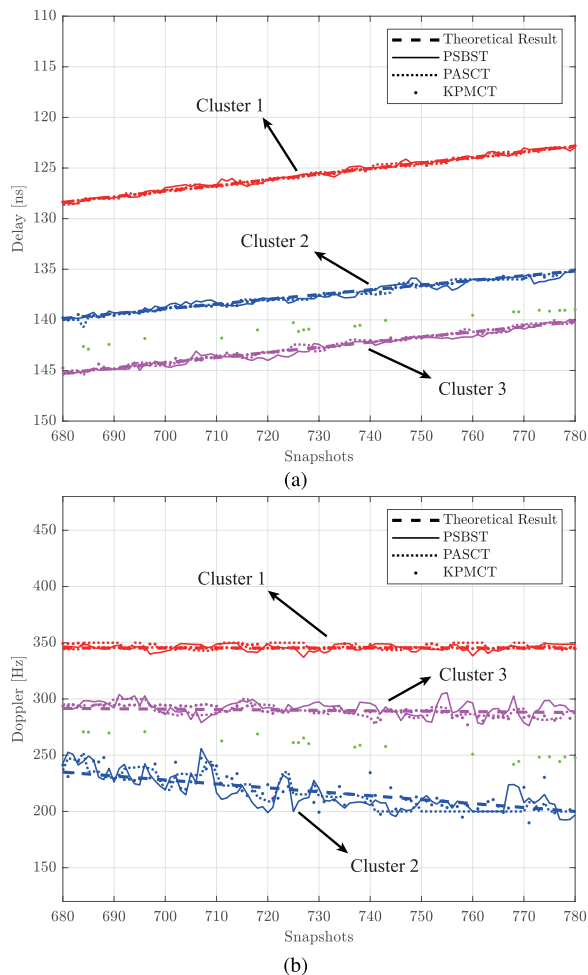 110
115
120
125
130
135
140
145
150
Delay [ns]
Theoretical Result
PSBST
PASCT
KPMCT
Cluster 1
Cluster 2
Cluster 3
680 690 700 710 720 730 740 750 760 770 780
Snapshots
(a)
450
400
350
300
250
200
150
Doppler [Hz]
Theoretical Result
PSBST
PASCT
KPMCT
Cluster 1
Cluster 3
Cluster 2
680 690 700 710 720 730 740 750 760 770 780
Snapshots
(b)